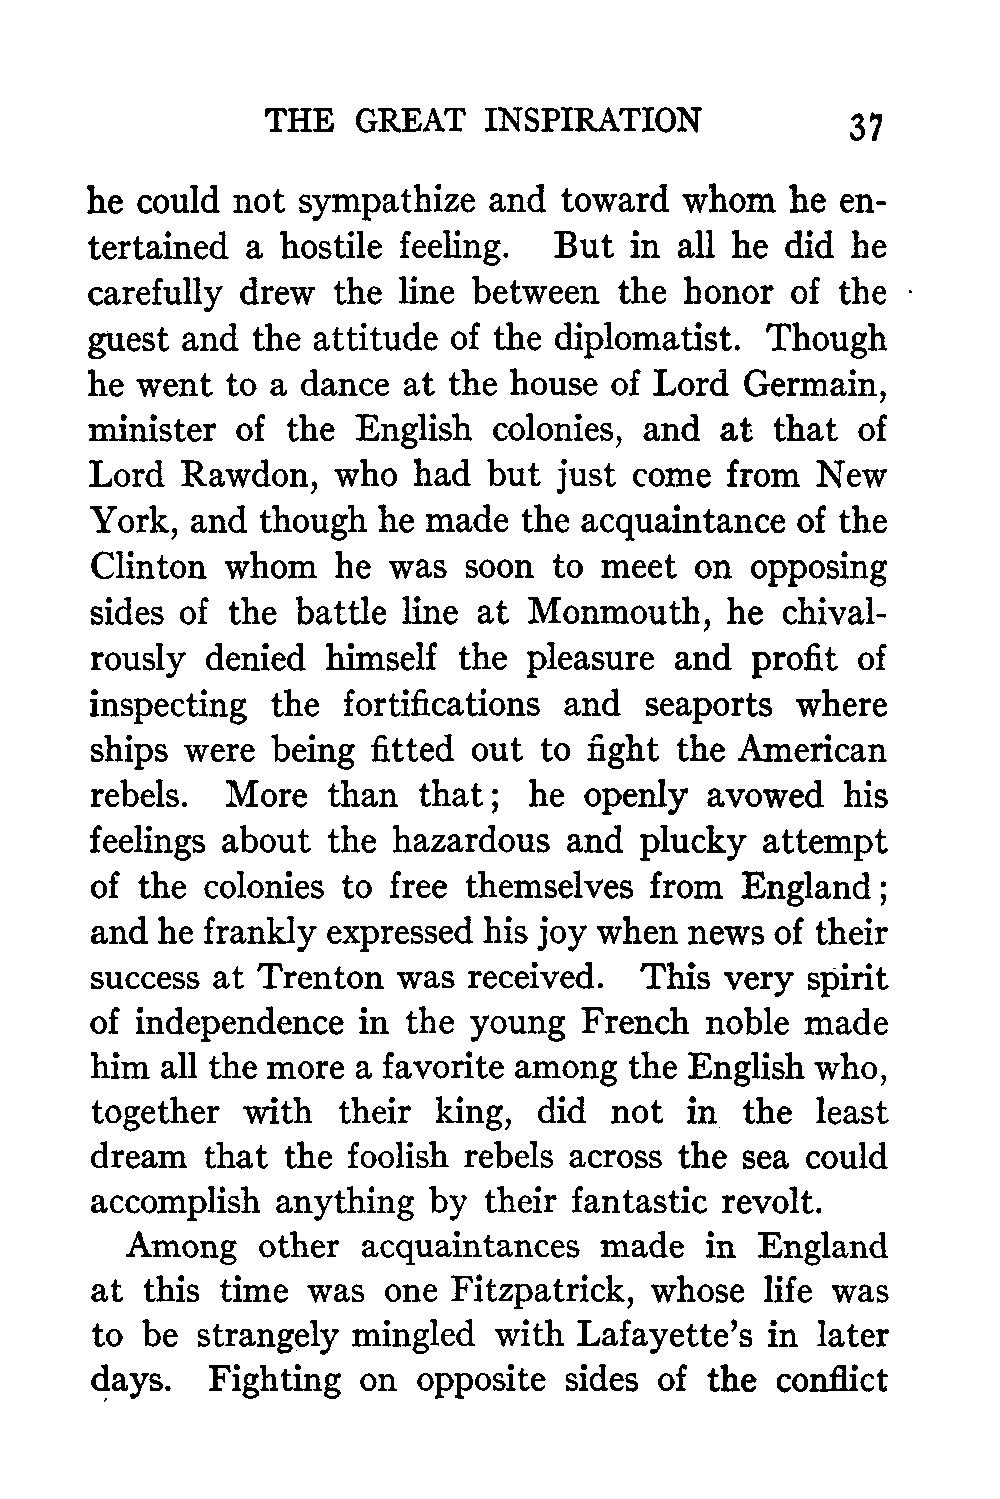 THE GREAT INSPIRATION 37
he could not sympathize and toward whom he en-
tertained a hostile feeling. But in all he did he
carefully drew the line between the honor of the
guest and the attitude of the diplomatist. Though
he went to a dance at the house of Lord Germain,
minister of the English colonies, and at that of
Lord Rawdon, who had but just come from New
York, and though he made the acquaintance of the
Clinton whom he was soon to meet on opposing
sides of the battle line at Monmouth, he chival-
rously denied himself the pleasure and profit of
inspecting the fortifications and seaports where
ships were being fitted out to fight the American
rebels. More than that; he openly avowed his
feelings about the hazardous and plucky attempt
of the colonies to free themselves from England;
and he frankly expressed his joy when news of their
success at Trenton was received. This very spirit
of independence in the young French noble made
him all the more a favorite among the English who,
together with their king, did not in the least
dream that the foolish rebels across the sea could
accomplish anything by their fantastic revolt.
Among other acquaintances made in England
at this time was one Fitzpatrick, whose life was
to be strangely mingled with Lafayette's in later
days. Fighting on opposite sides of the conflict